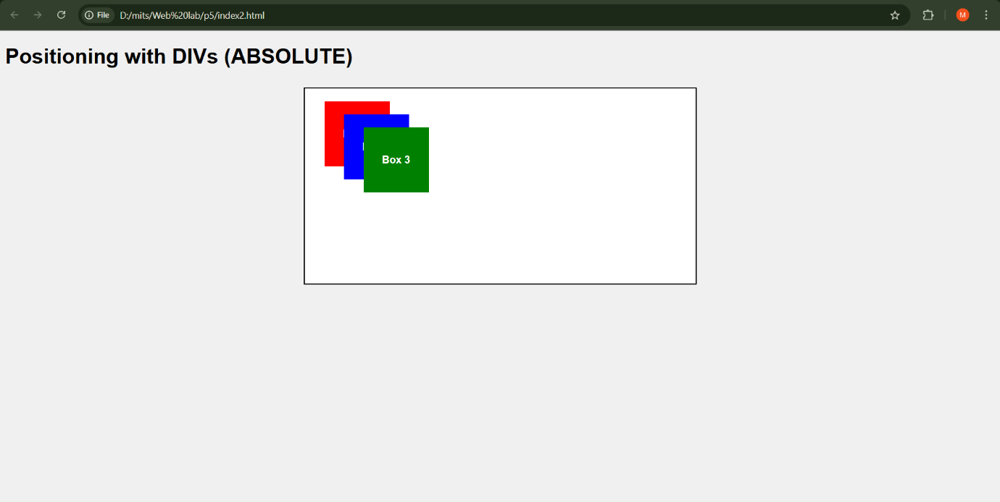 File D:/mits/Web%20lab/p5/index2.html
M
Positioning with DIVs (ABSOLUTE)
Box 3